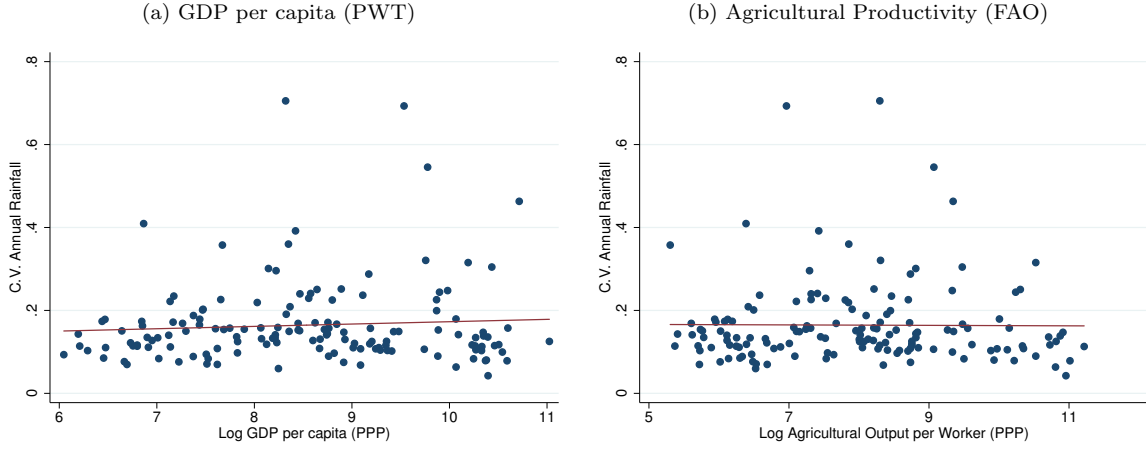 (a) GDP per capita (PWT)
C.V. Annual Rainfall
.8
.6
.4
.2
0
6 7 8 9 10 11
Log GDP per capita (PPP)
(b) Agricultural Productivity (FAO)
C.V. Annual Rainfall
.8
.6
.4
.2
0
5 7 9 11
Log Agricultural Output per Worker (PPP)